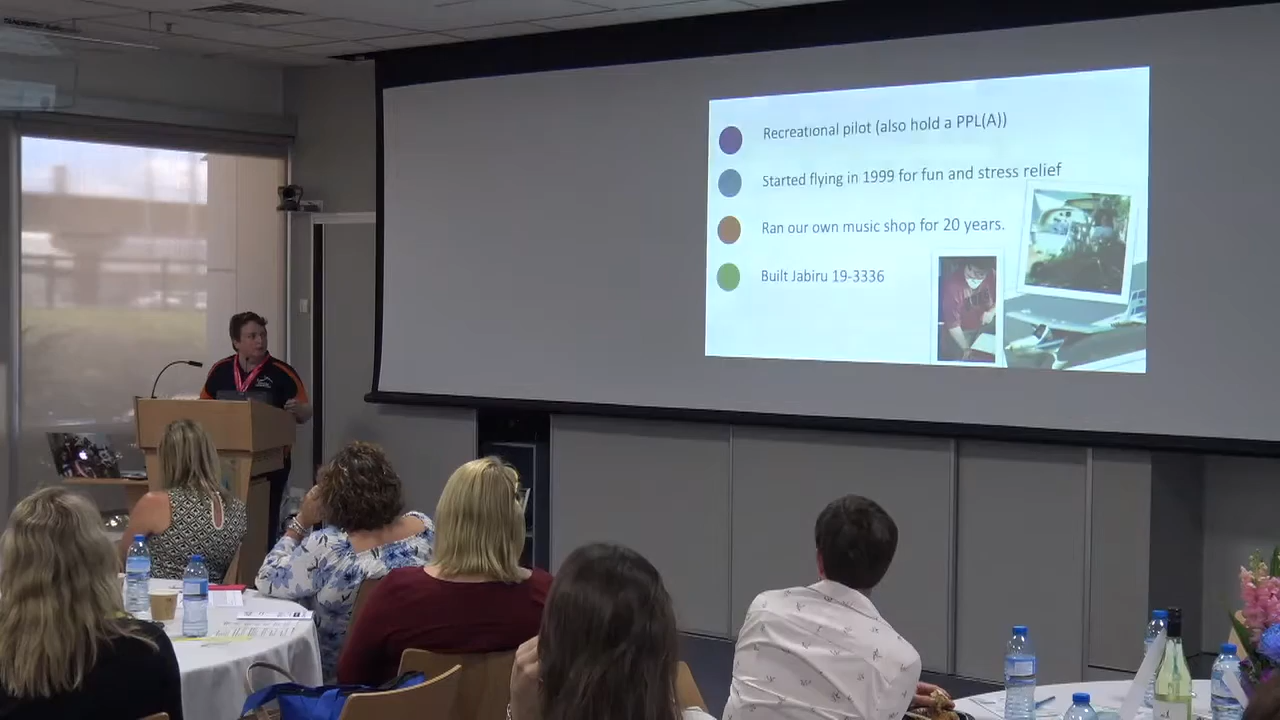 Recreational pilot (also hold a PPL(A))
Started flying in 1999 for fun and stress relief
Ran our own music shop for 20 years.
Built Jabiru 19-3336